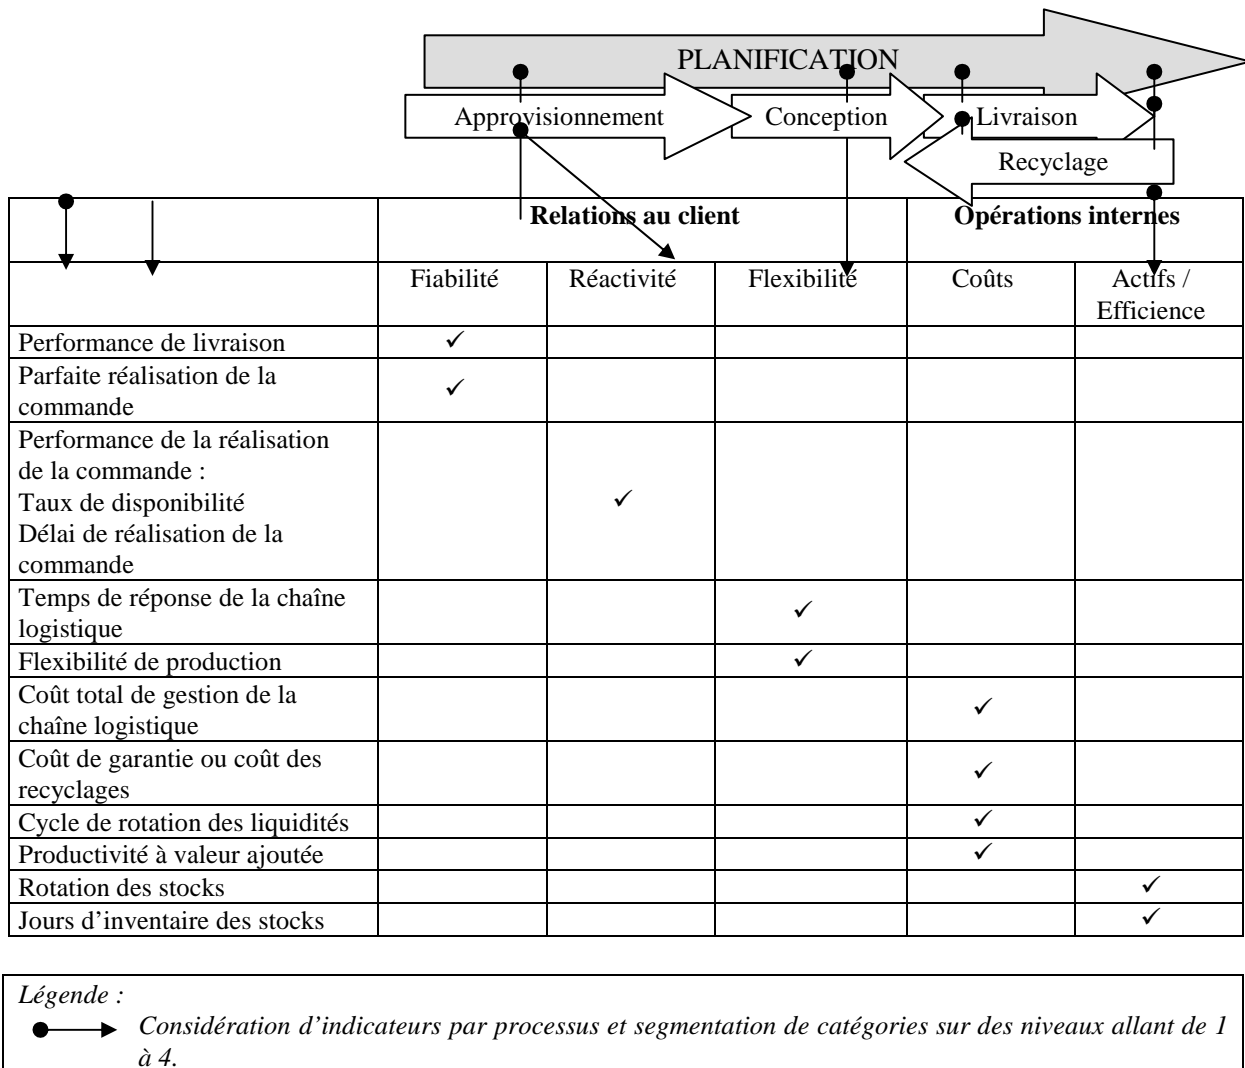 PLANIFICATION
Approvisionnement
Conception
Livraison
Recyclage
Relations au client
Opérations internes
Fiabilité
Réactivité
Flexibilité
Coûts
Actifs /
Efficience
Performance de livraison ✓
Parfaite réalisation de la
commande ✓
Performance de la réalisation
de la commande :
Taux de disponibilité ✓
Délai de réalisation de la
commande
Temps de réponse de la chaîne
logistique ✓
Flexibilité de production ✓
Coût total de gestion de la
chaîne logistique ✓
Coût de garantie ou coût des
recyclages ✓
Cycle de rotation des liquidités ✓
Productivité à valeur ajoutée ✓
Rotation des stocks ✓
Jours d’inventaire des stocks ✓
Légende :
Considération d’indicateurs par processus et segmentation de catégories sur des niveaux allant de 1
à 4.